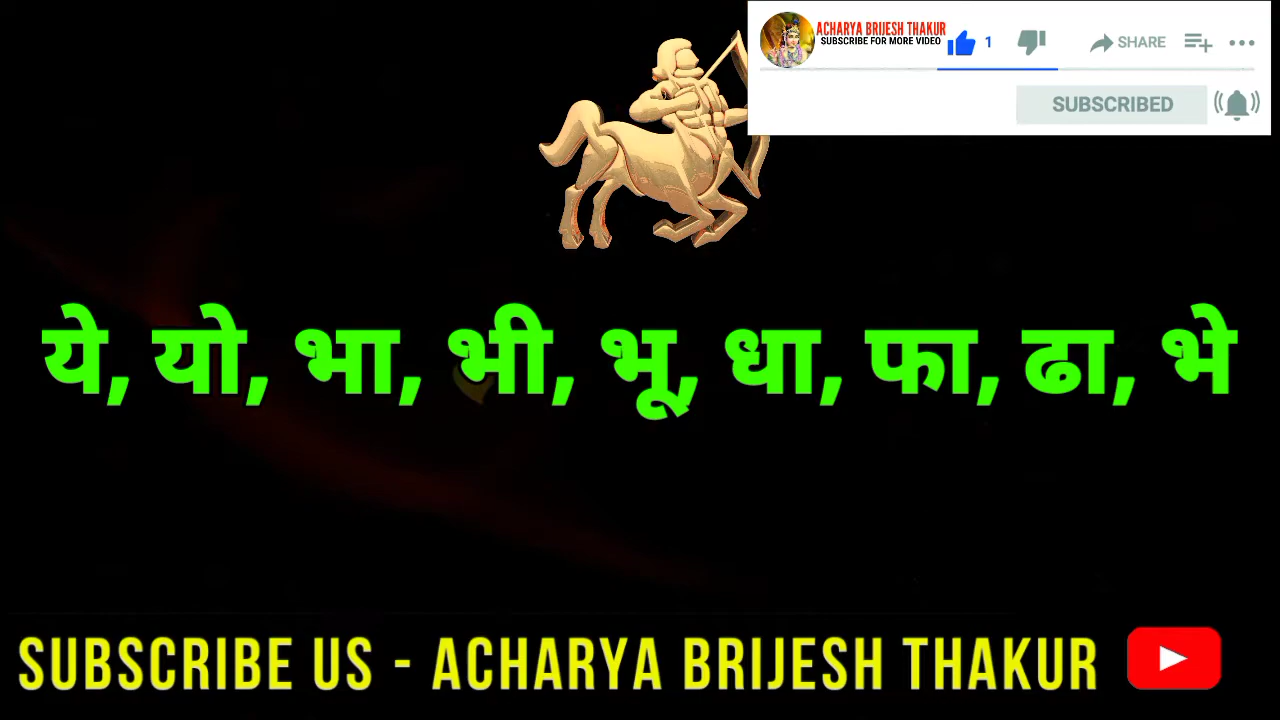 ACHARYA BRIJESH THAKUR
SUBSCRIBE FOR MORE VIDEO
1
SHARE
SUBSCRIBED
ये, यो, भा, भी, भू, धा, फा, ढा, भे
SUBSCRIBE US - ACHARYA BRIJESH THAKUR